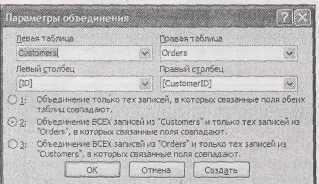 Параметры объединения
Левая таблица Правая таблица
Customers Orders
Левый столбец Правый столбец
[ID] [CustomerID]
1: Объединение только тех записей, в которых связанные поля обеих
таблиц совпадают.
2: Объединение ВСЕХ записей из "Customers" и только тех записей из
"Orders", в которых связанные поля совпадают.
3: Объединение ВСЕХ записей из "Orders" и только тех записей из
"Customers", в которых связанные поля совпадают.
ОК Отмена Создать